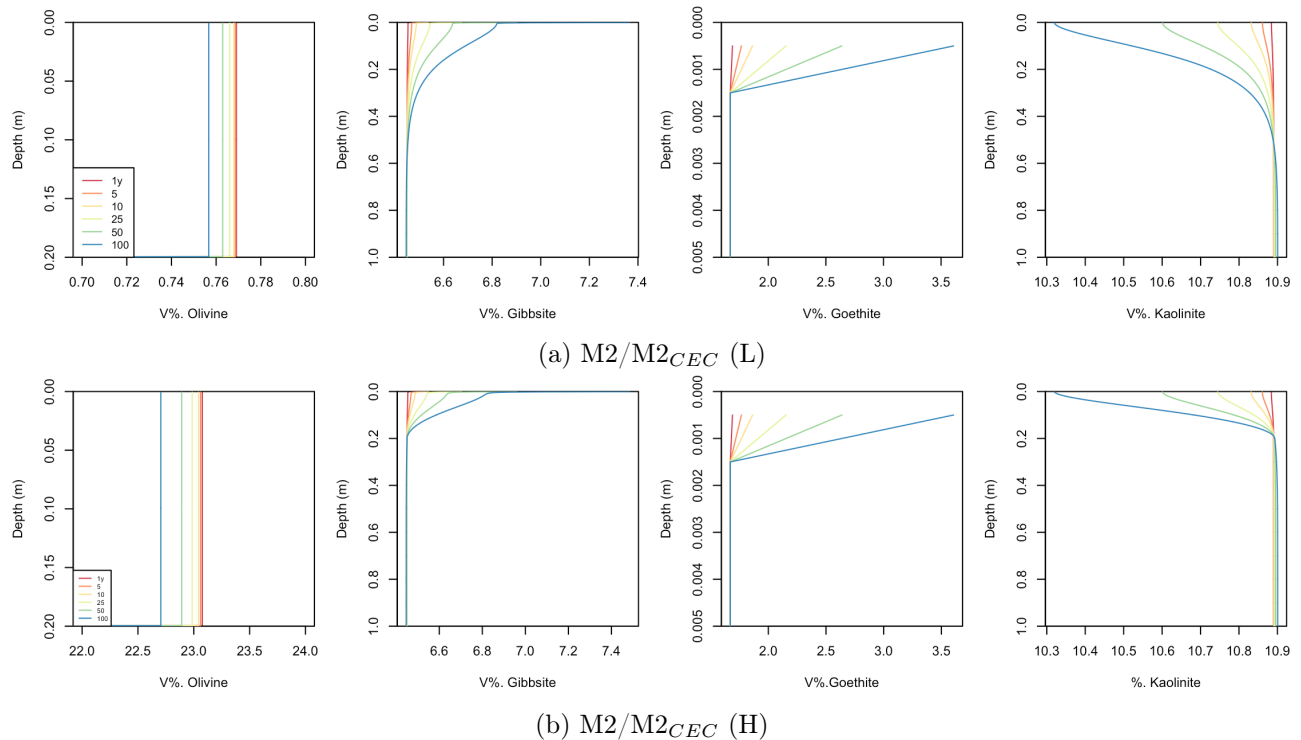 0.00
0.05
0.10
0.15
0.20
Depth (m)
1y
5
10
25
50
100
0.70 0.72 0.74 0.76 0.78 0.80
V%. Olivine
0.0
0.2
0.4
0.6
0.8
1.0
Depth (m)
6.6 6.8 7.0 7.2 7.4
V%. Gibbsite
0.000
0.001
0.002
0.003
0.004
0.005
Depth (m)
2.0 2.5 3.0 3.5
V%. Goethite
0.0
0.2
0.4
0.6
0.8
1.0
Depth (m)
10.3 10.4 10.5 10.6 10.7 10.8 10.9
V%. Kaolinite
(a) M2/M2CEC (L)
0.00
0.05
0.10
0.15
0.20
Depth (m)
1y
5
10
25
50
100
22.0 22.5 23.0 23.5 24.0
V%. Olivine
0.0
0.2
0.4
0.6
0.8
1.0
Depth (m)
6.6 6.8 7.0 7.2 7.4
V%. Gibbsite
0.000
0.001
0.002
0.003
0.004
0.005
Depth (m)
2.0 2.5 3.0 3.5
V%.Goethite
0.0
0.2
0.4
0.6
0.8
1.0
Depth (m)
10.3 10.4 10.5 10.6 10.7 10.8 10.9
%. Kaolinite
(b) M2/M2CEC (H)